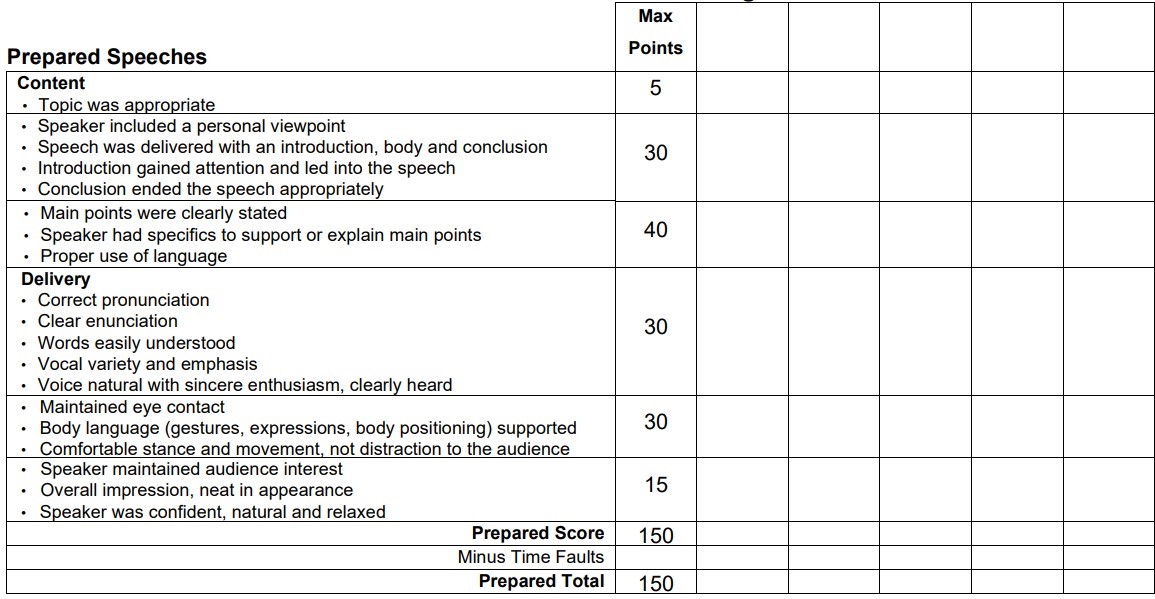 Max
Points
Prepared Speeches
Content
• Topic was appropriate
5
• Speaker included a personal viewpoint
• Speech was delivered with an introduction, body and conclusion
• Introduction gained attention and led into the speech
• Conclusion ended the speech appropriately
30
• Main points were clearly stated
• Speaker had specifics to support or explain main points
• Proper use of language
40
Delivery
• Correct pronunciation
• Clear enunciation
• Words easily understood
• Vocal variety and emphasis
• Voice natural with sincere enthusiasm, clearly heard
30
• Maintained eye contact
• Body language (gestures, expressions, body positioning) supported
• Comfortable stance and movement, not distraction to the audience
30
• Speaker maintained audience interest
• Overall impression, neat in appearance
• Speaker was confident, natural and relaxed
15
Prepared Score 150
Minus Time Faults
Prepared Total 150